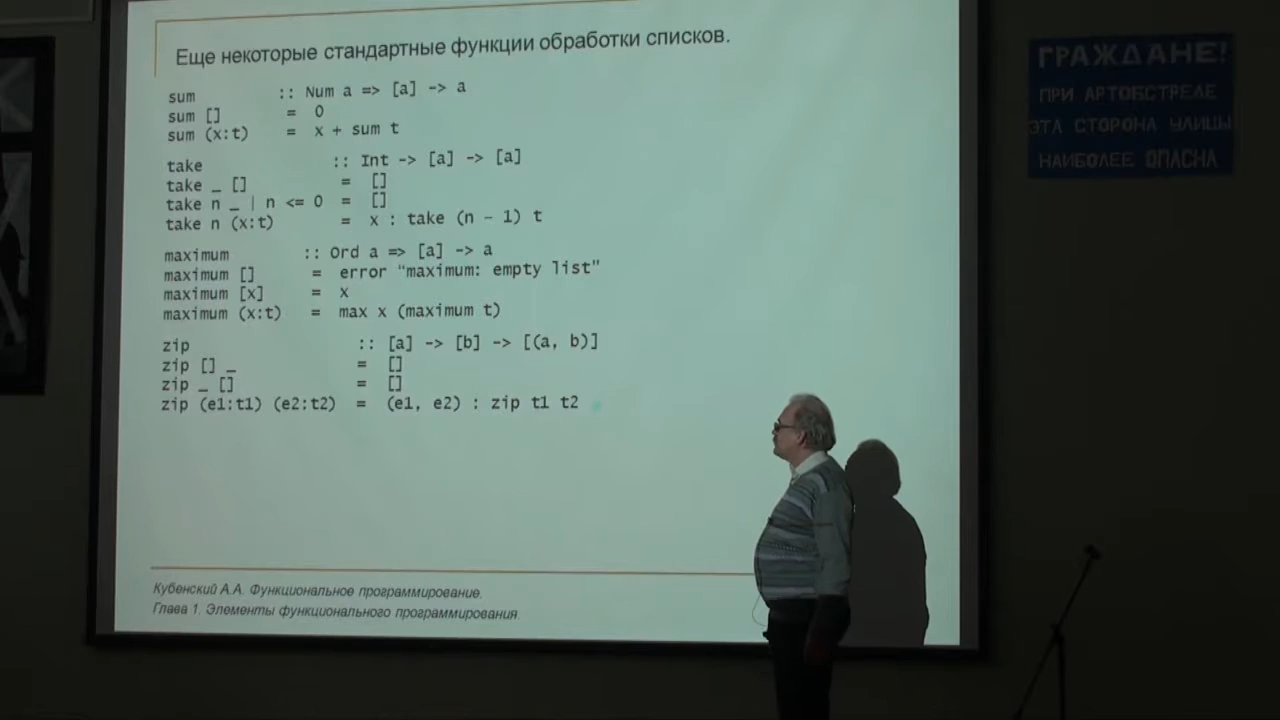 Еще некоторые стандартные функции обработки списков.
sum :: Num a => [a] -> a
sum [] = 0
sum (x:t) = x + sum t
take :: Int -> [a] -> [a]
take _ [] = []
take n _ | n <= 0 = []
take n (x:t) = x : take (n - 1) t
maximum :: Ord a => [a] -> a
maximum [] = error “maximum: empty list”
maximum [x] = x
maximum (x:t) = max x (maximum t)
zip :: [a] -> [b] -> [(a, b)]
zip [] _ = []
zip _ [] = []
zip (e1:t1) (e2:t2) = (e1, e2) : zip t1 t2
Кубенский А.А. Функциональное программирование.
Глава 1. Элементы функционального программирования.
ГРАЖДАНЕ!
ПРИ АРТОБСТРЕЛЕ
ЭТА СТОРОНА УЛИЦЫ
НАИБОЛЕЕ ОПАСНА